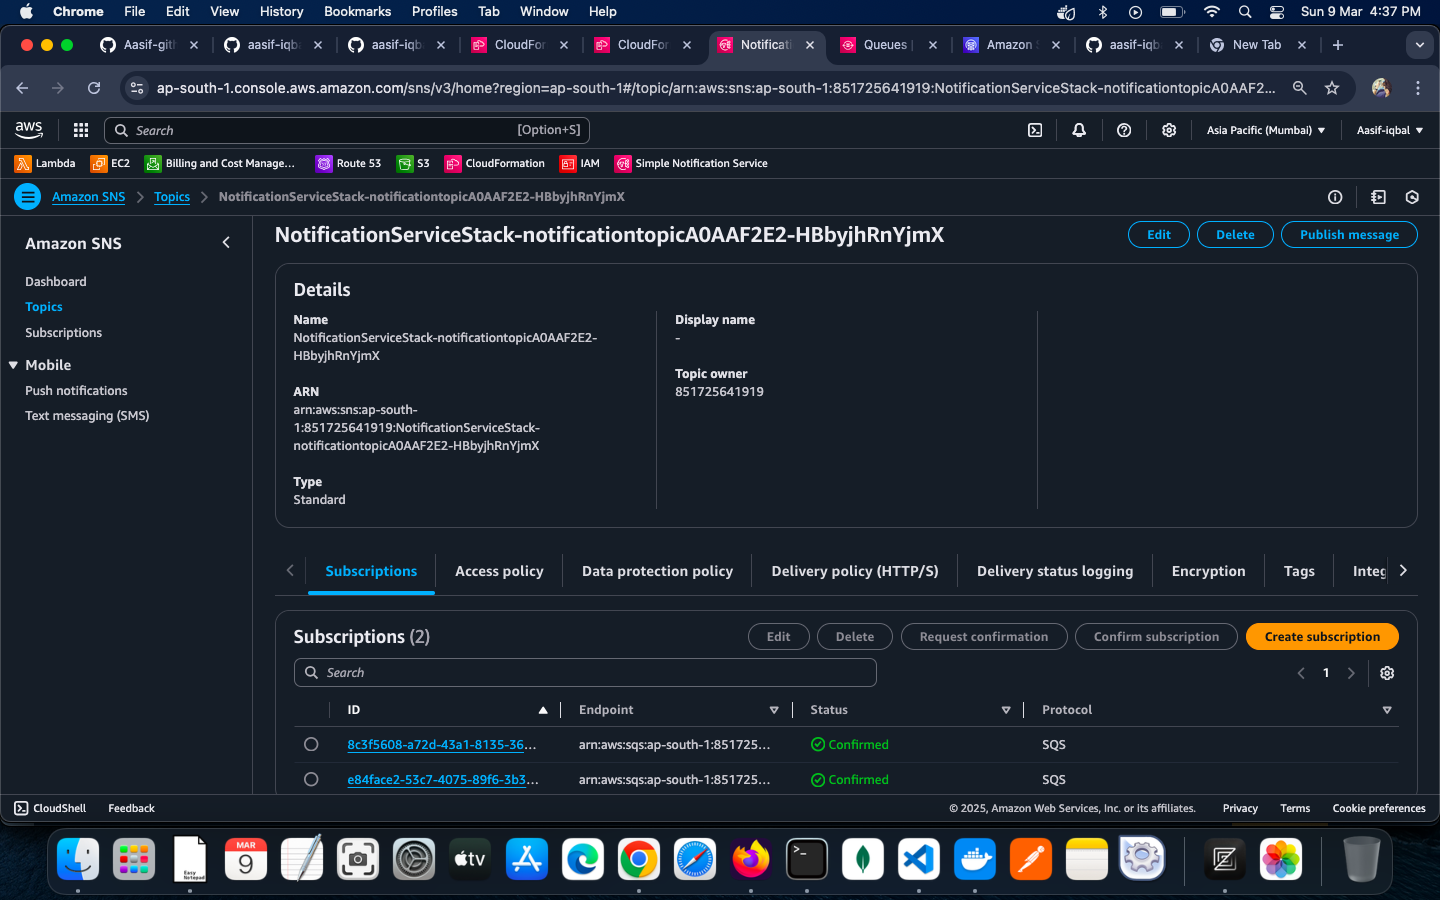 Chrome File Edit View History Bookmarks Profiles Tab Window Help Sun 9 Mar 4:37 PM
Aasif-gith aasif-iqb aasif-iqb CloudFor CloudFor Notificati Queues | Amazon S aasif-iqb New Tab
ap-south-1.console.aws.amazon.com/sns/v3/home?region=ap-south-1#/topic/arn:aws:sns:ap-south-1:851725641919:NotificationServiceStack-notificationtopicA0AAF2...
aws Search [Option+S] Asia Pacific (Mumbai) Aasif-iqbal
Lambda EC2 Billing and Cost Manage... Route 53 S3 CloudFormation IAM Simple Notification Service
Amazon SNS Topics NotificationServiceStack-notificationtopicA0AAF2E2-HBbyjhRnYjmX
Amazon SNS
Dashboard
Topics
Subscriptions
Mobile
Push notifications
Text messaging (SMS)
NotificationServiceStack-notificationtopicA0AAF2E2-HBbyjhRnYjmX
Edit Delete Publish message
Details
Name
NotificationServiceStack-notificationtopicA0AAF2E2-
HBbyjhRnYjmX
ARN
arn:aws:sns:ap-south-
1:851725641919:NotificationServiceStack-
notificationtopicA0AAF2E2-HBbyjhRnYjmX
Type
Standard
Display name
-
Topic owner
851725641919
Subscriptions Access policy Data protection policy Delivery policy (HTTP/S) Delivery status logging Encryption Tags Integ
Subscriptions (2)
Edit Delete Request confirmation Confirm subscription Create subscription
Search
1
ID Endpoint Status Protocol
8c3f5608-a72d-43a1-8135-36... arn:aws:sqs:ap-south-1:851725... Confirmed SQS
e84face2-53c7-4075-89f6-3b3... arn:aws:sqs:ap-south-1:851725... Confirmed SQS
CloudShell Feedback © 2025, Amazon Web Services, Inc. or its affiliates. Privacy Terms Cookie preferences
Easy
Notepad
MAR
9
tv